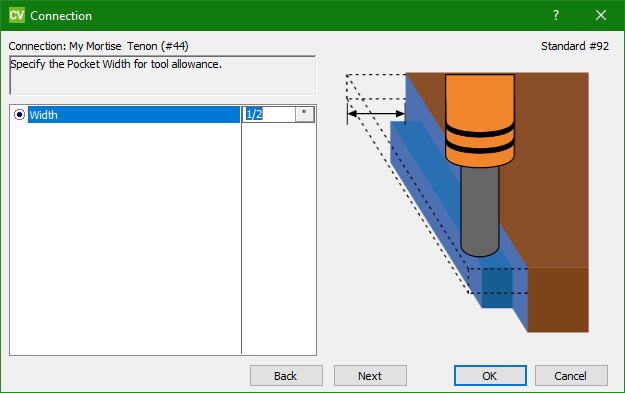 CV Connection
Connection: My Mortise Tenon (#44)
Standard #92
Specify the Pocket Width for tool allowance.
Width 1/2 "
Back Next OK Cancel